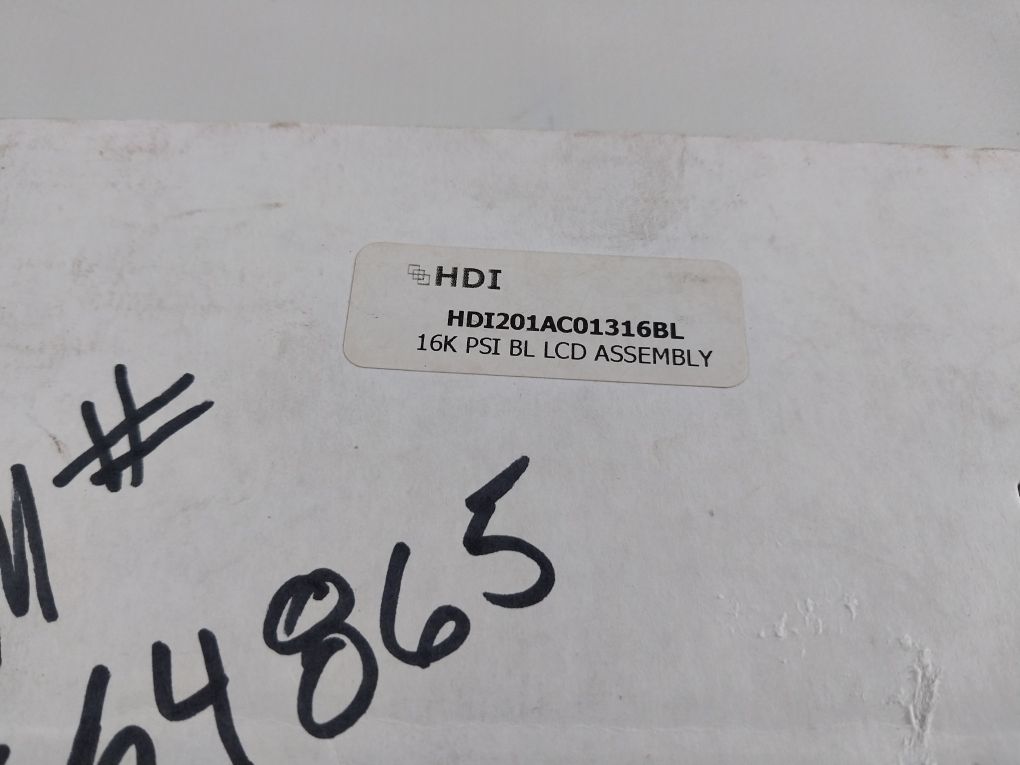 HDI
HDI201AC01316BL
16K PSI BL LCD ASSEMBLY
#
64865